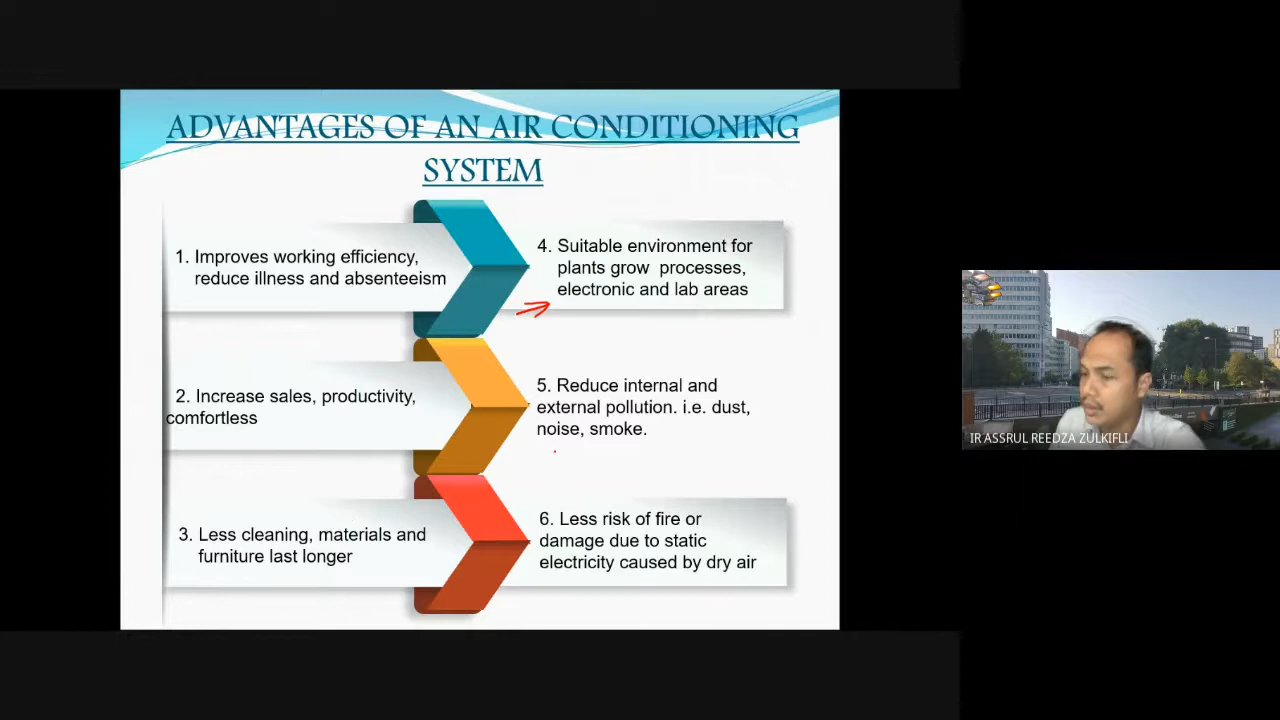 ADVANTAGES OF AN AIR CONDITIONING
SYSTEM
1. Improves working efficiency,
reduce illness and absenteeism
2. Increase sales, productivity,
comfortless
3. Less cleaning, materials and
furniture last longer
4. Suitable environment for
plants grow processes,
electronic and lab areas
5. Reduce internal and
external pollution. i.e. dust,
noise, smoke.
6. Less risk of fire or
damage due to static
electricity caused by dry air
IR ASSRUL REEDZA ZULKIFLI